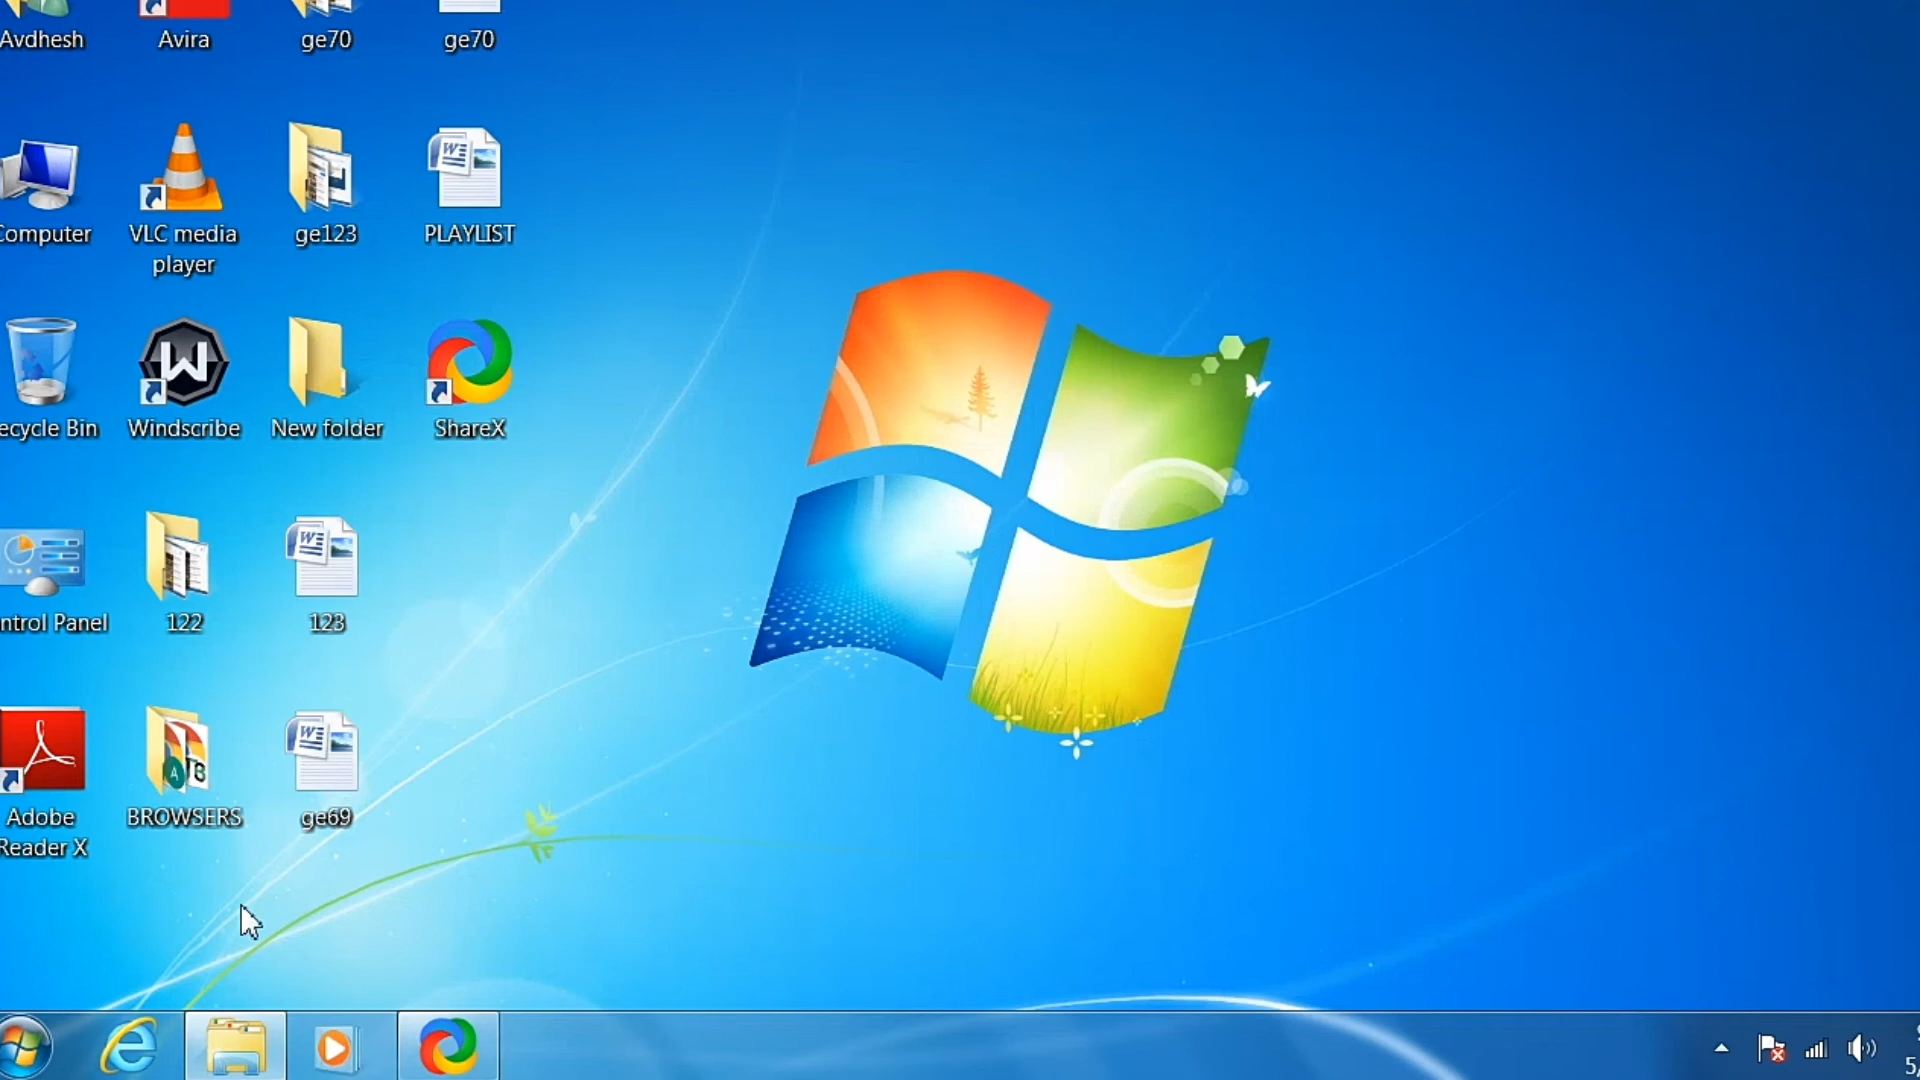 Avdhesh
Avira
ge70
ge70
Computer
VLC media
player
ge123
PLAYLIST
ecycle Bin
Windscribe
New folder
ShareX
ntrol Panel
122
123
Adobe
Reader X
BROWSERS
ge69